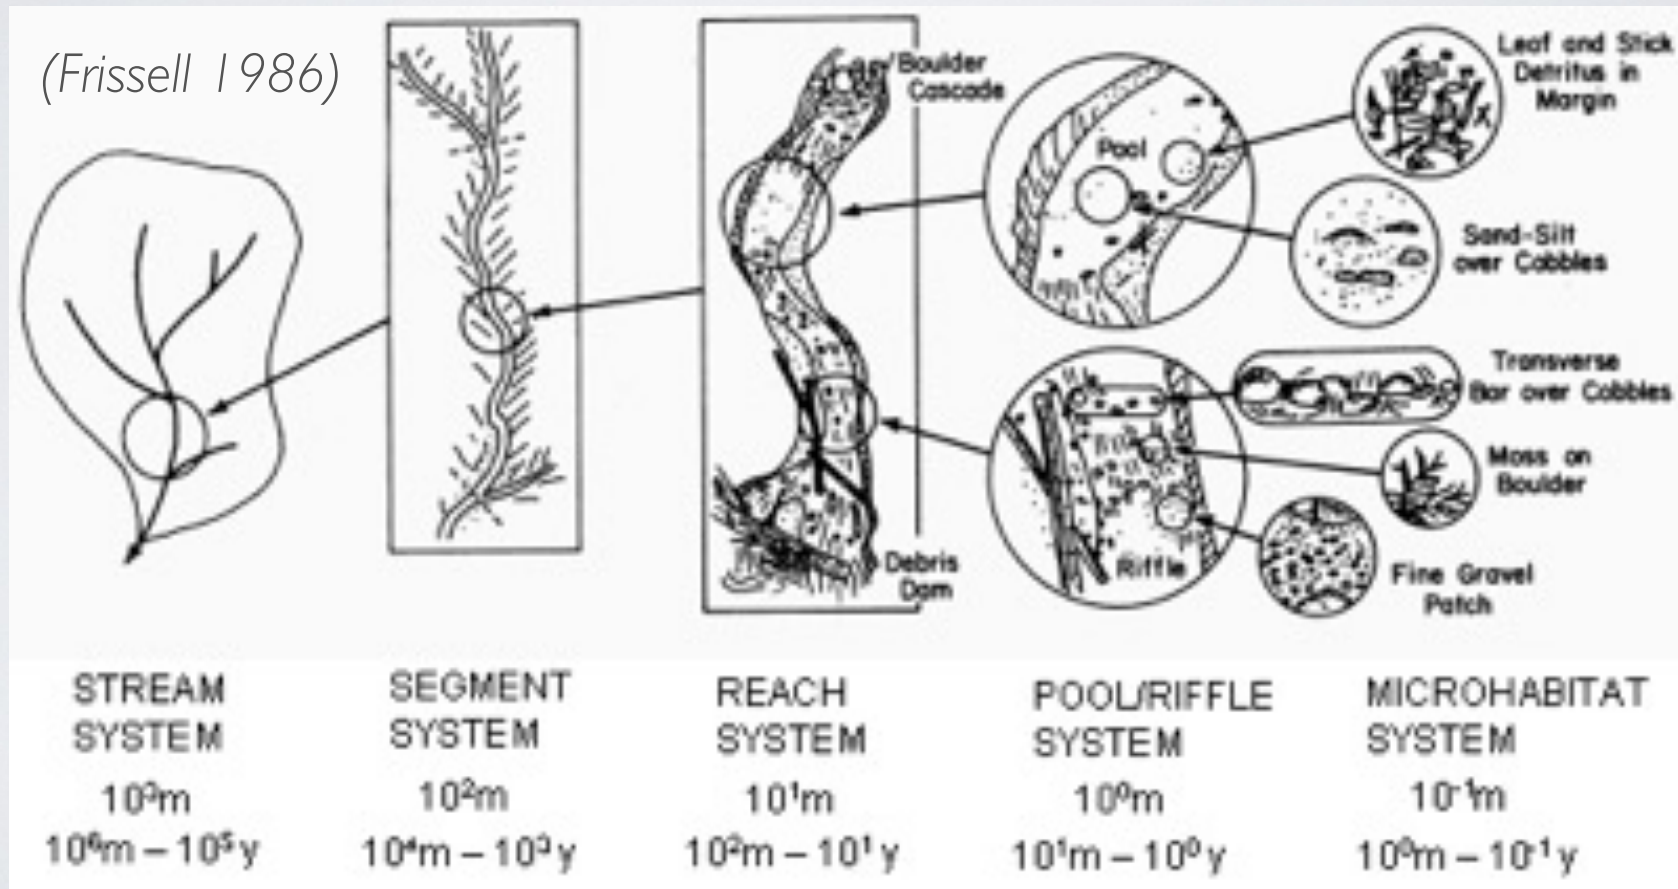 (Frissell 1986)
Boulder
Cascade
Pool
Leaf and Stick
Detritus in
Margin
Sand-Silt
over Cobbles
Transverse
Bar over Cobbles
Moss on
Boulder
Riffle
Fine Gravel
Patch
Debris
Dam
STREAM
SYSTEM
10³m
10⁶m – 10⁵y
SEGMENT
SYSTEM
10²m
10⁴m – 10³y
REACH
SYSTEM
10¹m
10²m – 10¹y
POOL/RIFFLE
SYSTEM
10⁰m
10¹m – 10⁰y
MICROHABITAT
SYSTEM
10⁻¹m
10⁰m – 10⁻¹y